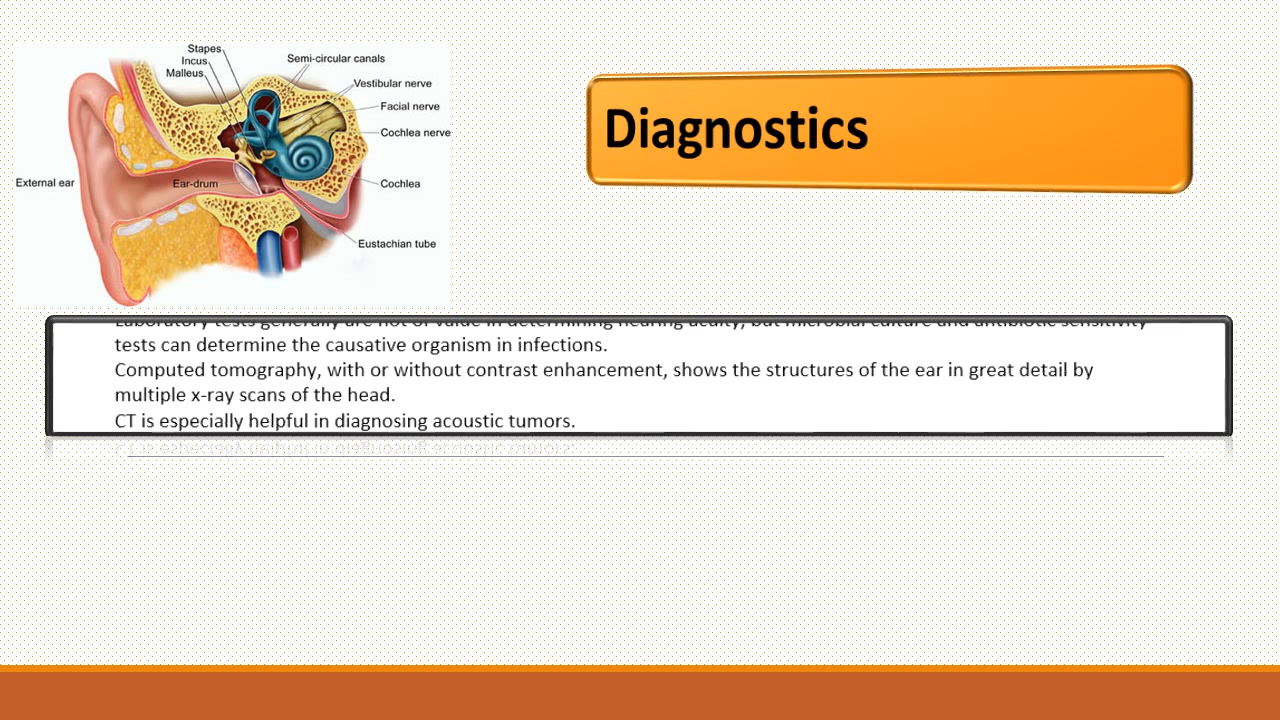 Stapes
Incus
Malleus
Semi-circular canals
Vestibular nerve
Facial nerve
Cochlea nerve
External ear
Ear-drum
Cochlea
Eustachian tube
Diagnostics
Laboratory tests generally are not of value in determining hearing acuity, but microbial culture and antibiotic sensitivity
tests can determine the causative organism in infections.
Computed tomography, with or without contrast enhancement, shows the structures of the ear in great detail by
multiple x-ray scans of the head.
CT is especially helpful in diagnosing acoustic tumors.